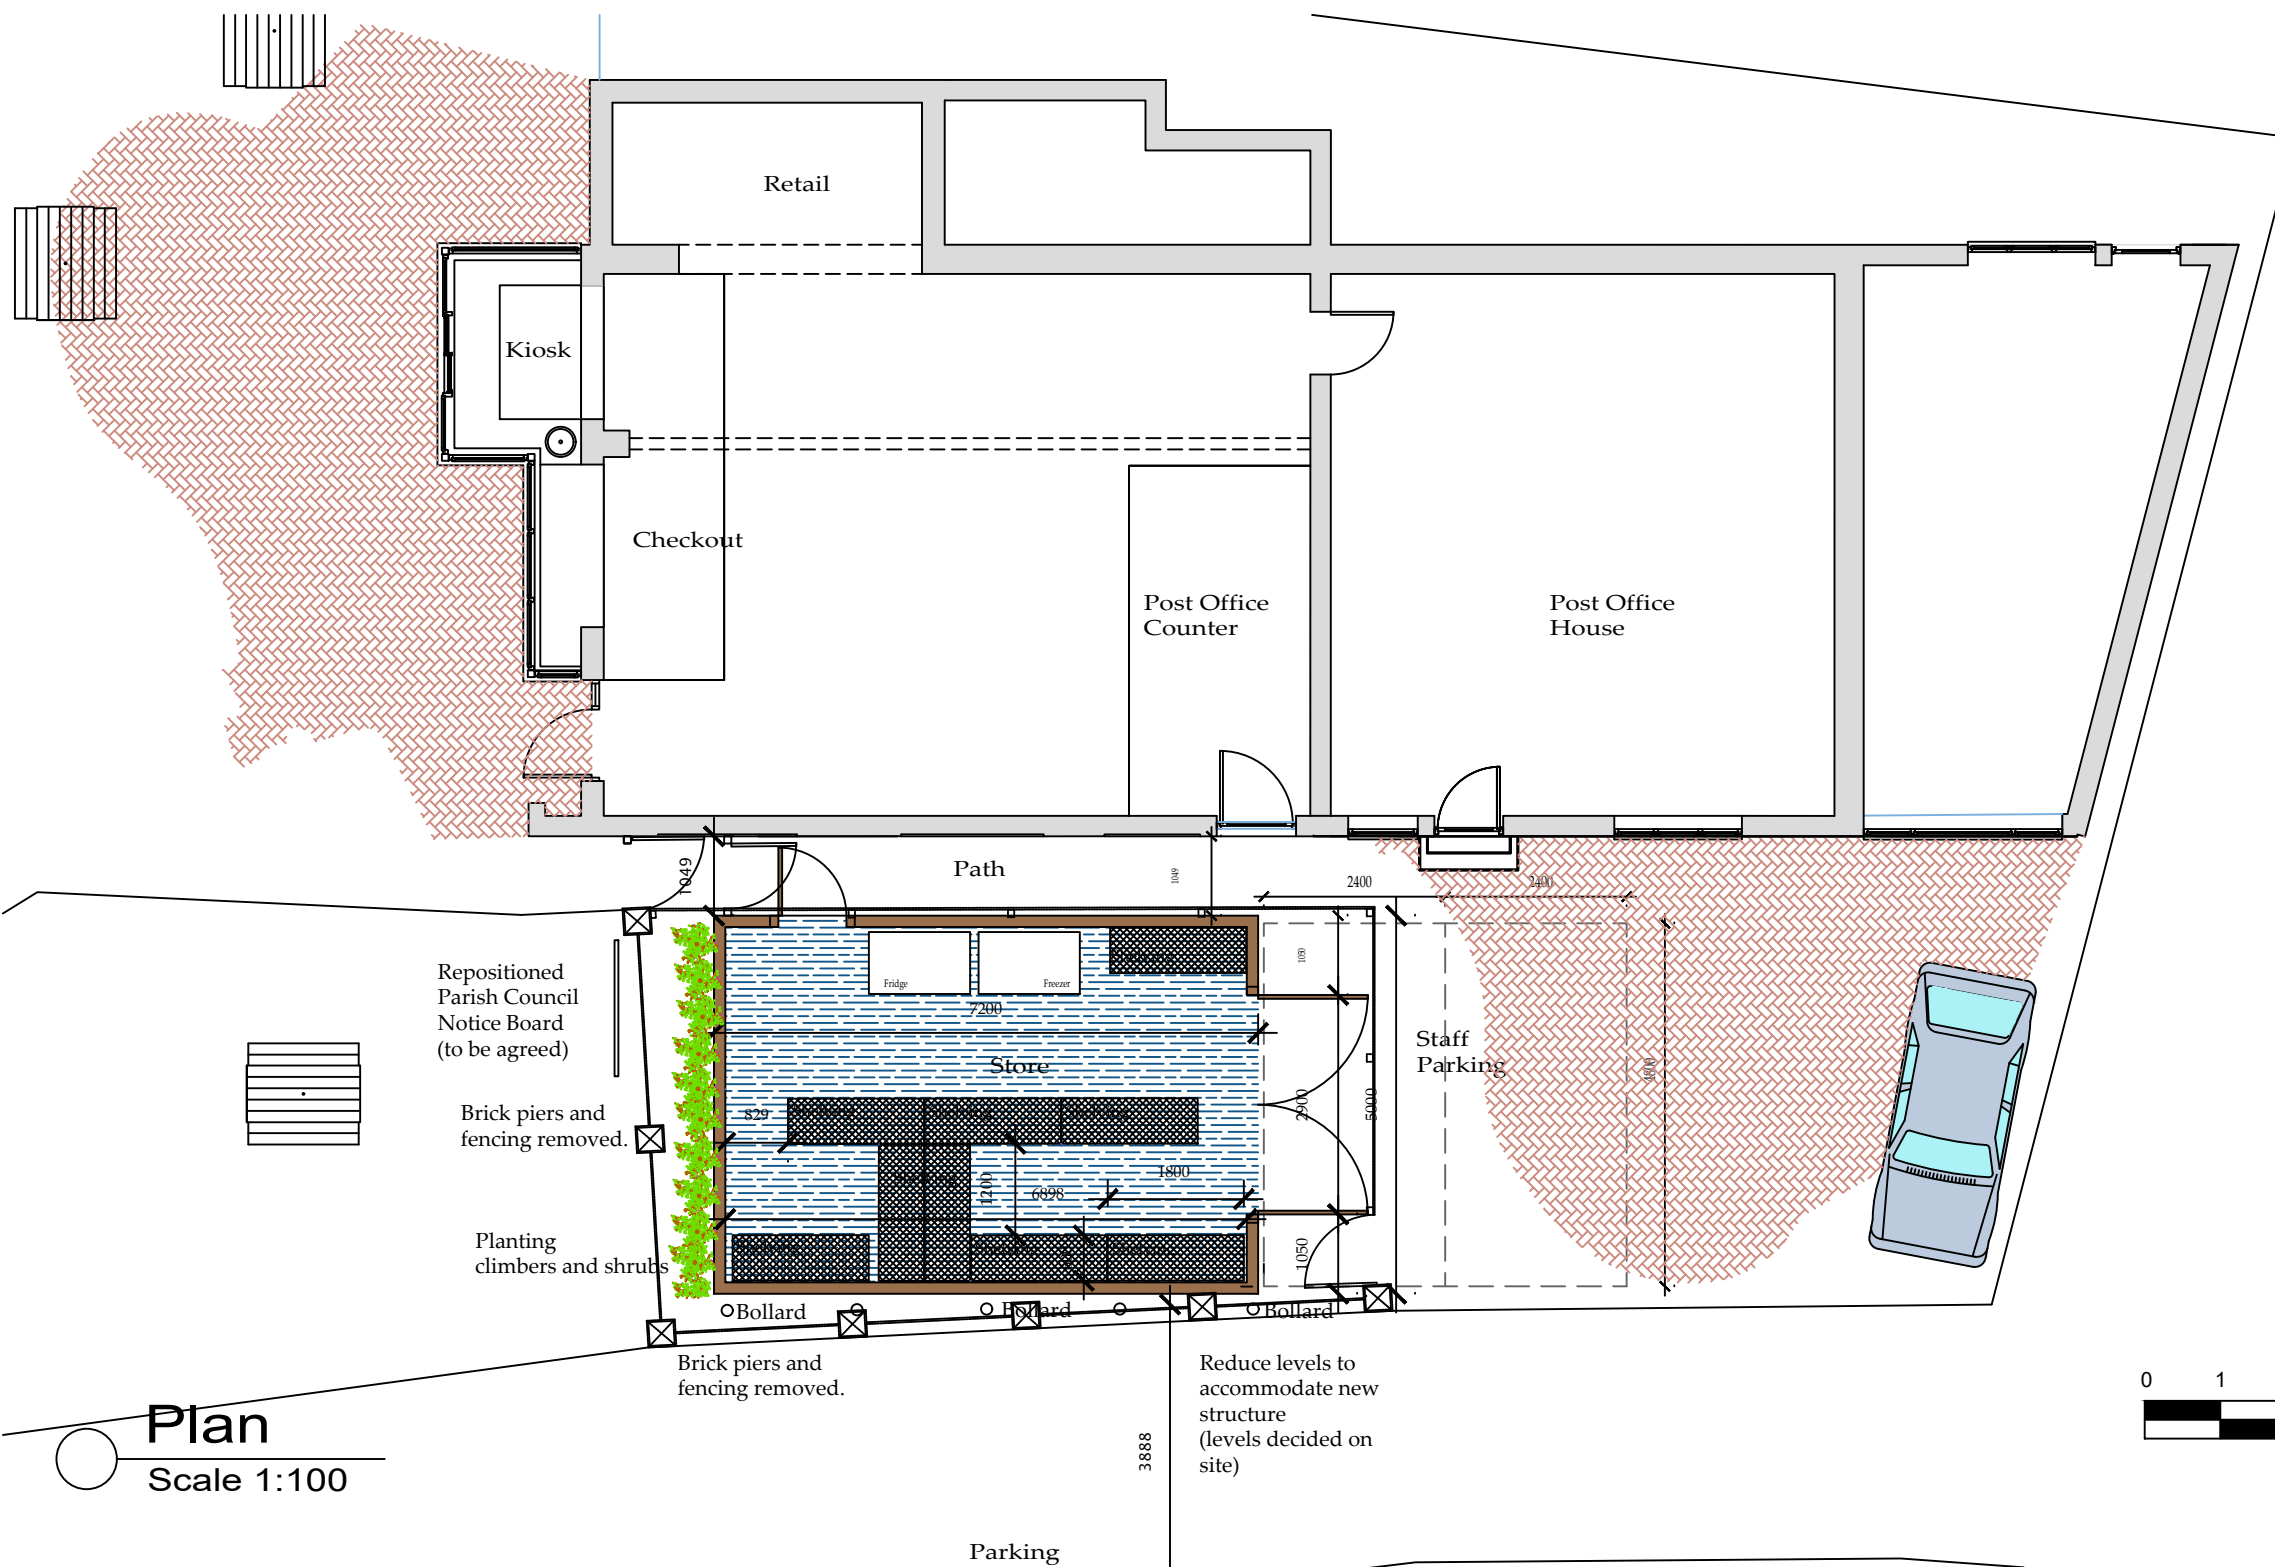 Retail
Kiosk
Checkout
Post Office
Counter
Post Office
House
Path
1049
1049
2400
2400
1050
Repositioned
Parish Council
Notice Board
(to be agreed)
Fridge
Freezer
7200
Store
Staff
Parking
4800
Brick piers and
fencing removed.
829
2900
5000
1200
6898
1800
Planting
climbers and shrubs
1050
Bollard
Bollard
Bollard
Brick piers and
fencing removed.
Reduce levels to
accommodate new
structure
(levels decided on
site)
0 1
Plan
Scale 1:100
3888
Parking